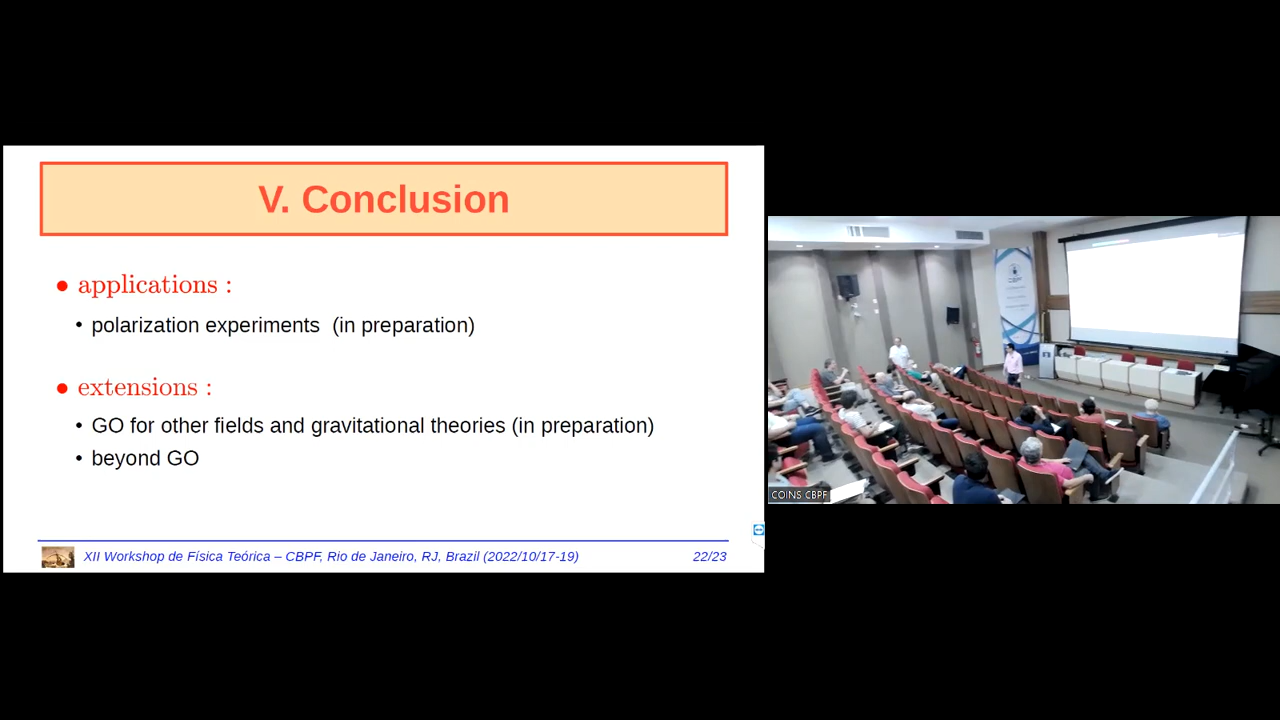 V. Conclusion
• applications :
• polarization experiments (in preparation)
• extensions :
• GO for other fields and gravitational theories (in preparation)
• beyond GO
XII Workshop de Física Teórica – CBPF, Rio de Janeiro, RJ, Brazil (2022/10/17-19)
22/23
COINS CBPF